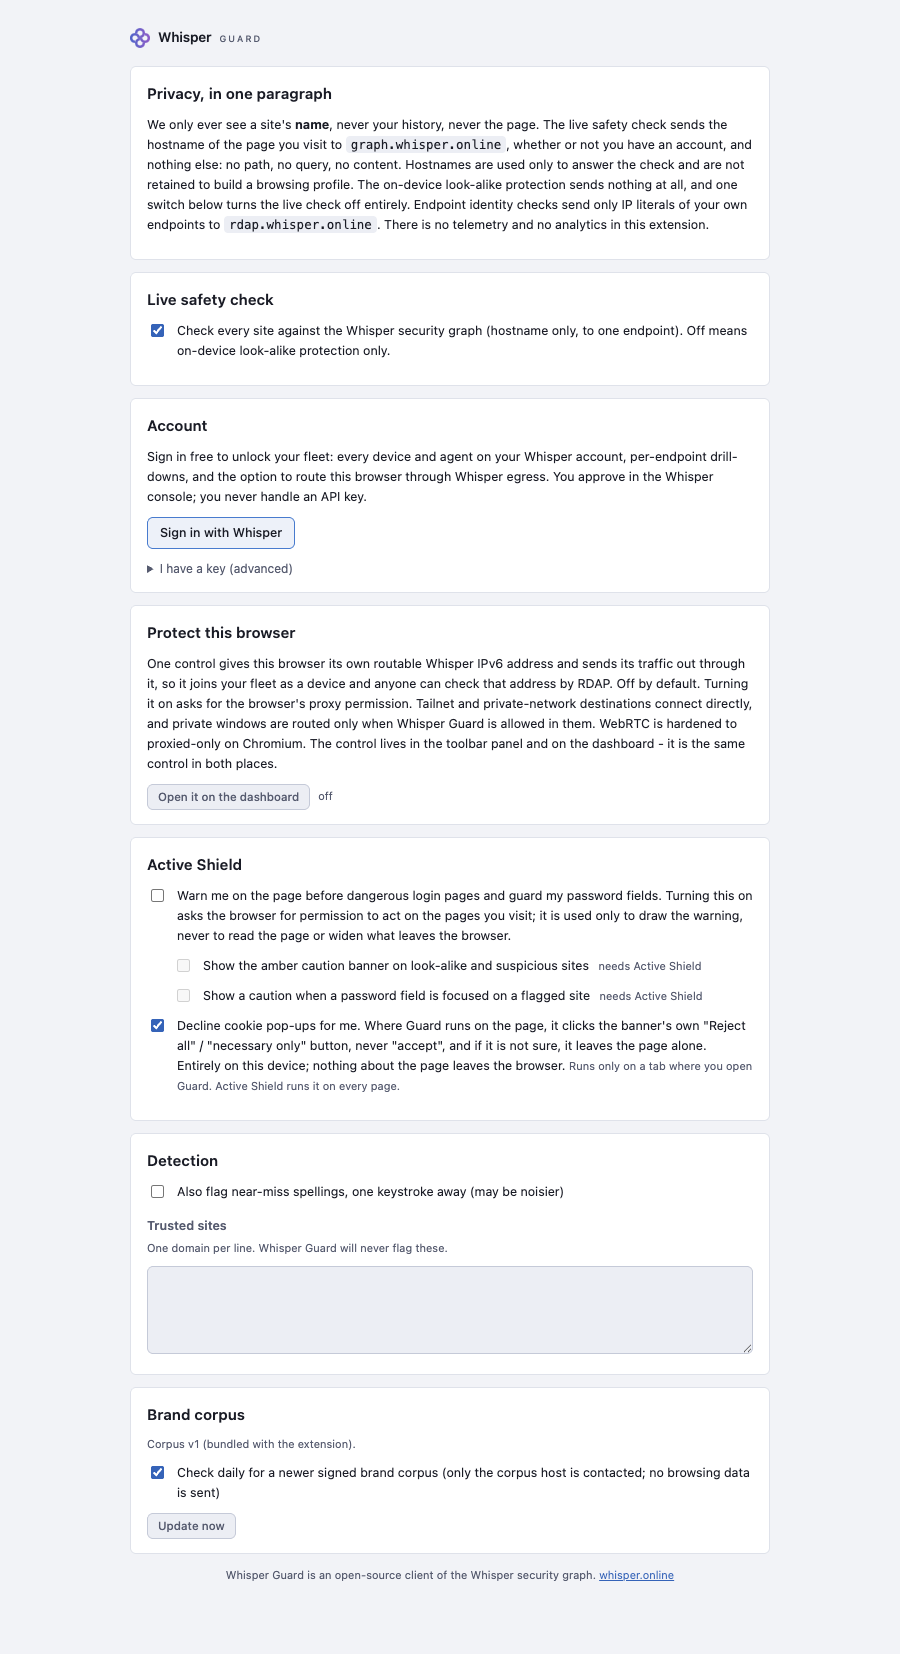 Whisper GUARD
Privacy, in one paragraph
We only ever see a site's name, never your history, never the page. The live safety check sends the
hostname of the page you visit to graph.whisper.online, whether or not you have an account, and
nothing else: no path, no query, no content. Hostnames are used only to answer the check and are not
retained to build a browsing profile. The on-device look-alike protection sends nothing at all, and one
switch below turns the live check off entirely. Endpoint identity checks send only IP literals of your own
endpoints to rdap.whisper.online. There is no telemetry and no analytics in this extension.
Live safety check
Check every site against the Whisper security graph (hostname only, to one endpoint). Off means
on-device look-alike protection only.
Account
Sign in free to unlock your fleet: every device and agent on your Whisper account, per-endpoint drill-
downs, and the option to route this browser through Whisper egress. You approve in the Whisper
console; you never handle an API key.
Sign in with Whisper
I have a key (advanced)
Protect this browser
One control gives this browser its own routable Whisper IPv6 address and sends its traffic out through
it, so it joins your fleet as a device and anyone can check that address by RDAP. Off by default. Turning
it on asks for the browser's proxy permission. Tailnet and private-network destinations connect directly,
and private windows are routed only when Whisper Guard is allowed in them. WebRTC is hardened to
proxied-only on Chromium. The control lives in the toolbar panel and on the dashboard - it is the same
control in both places.
Open it on the dashboard off
Active Shield
Warn me on the page before dangerous login pages and guard my password fields. Turning this on
asks the browser for permission to act on the pages you visit; it is used only to draw the warning,
never to read the page or widen what leaves the browser.
Show the amber caution banner on look-alike and suspicious sites needs Active Shield
Show a caution when a password field is focused on a flagged site needs Active Shield
Decline cookie pop-ups for me. Where Guard runs on the page, it clicks the banner's own "Reject
all" / "necessary only" button, never "accept", and if it is not sure, it leaves the page alone.
Entirely on this device; nothing about the page leaves the browser. Runs only on a tab where you open
Guard. Active Shield runs it on every page.
Detection
Also flag near-miss spellings, one keystroke away (may be noisier)
Trusted sites
One domain per line. Whisper Guard will never flag these.
Brand corpus
Corpus v1 (bundled with the extension).
Check daily for a newer signed brand corpus (only the corpus host is contacted; no browsing data
is sent)
Update now
Whisper Guard is an open-source client of the Whisper security graph. whisper.online